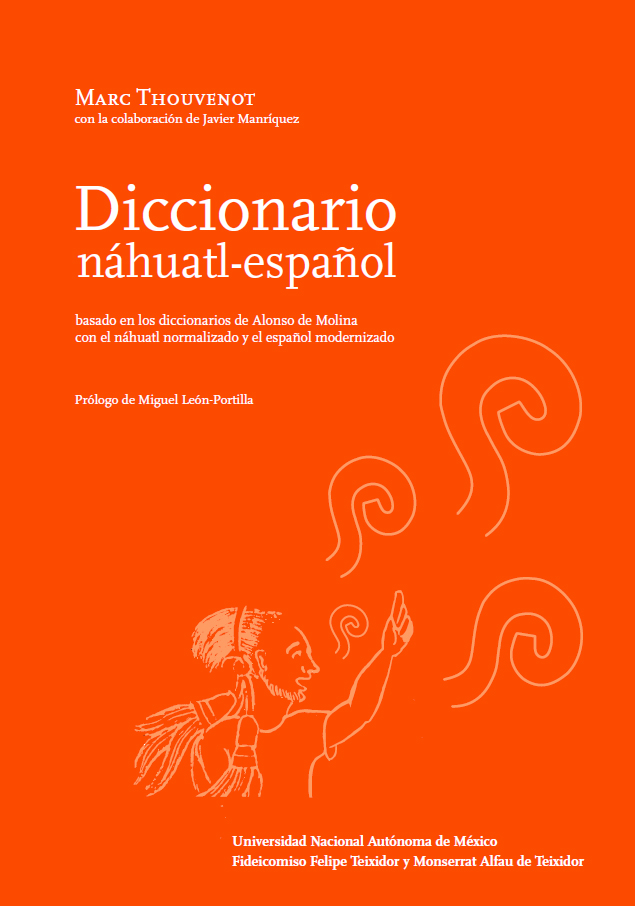 Marc Thouvenot
con la colaboración de Javier Manríquez
Diccionario
náhuatl-español
basado en los diccionarios de Alonso de Molina
con el náhuatl normalizado y el español modernizado
Prólogo de Miguel León-Portilla
Universidad Nacional Autónoma de México
Fideicomiso Felipe Teixidor y Monserrat Alfau de Teixidor